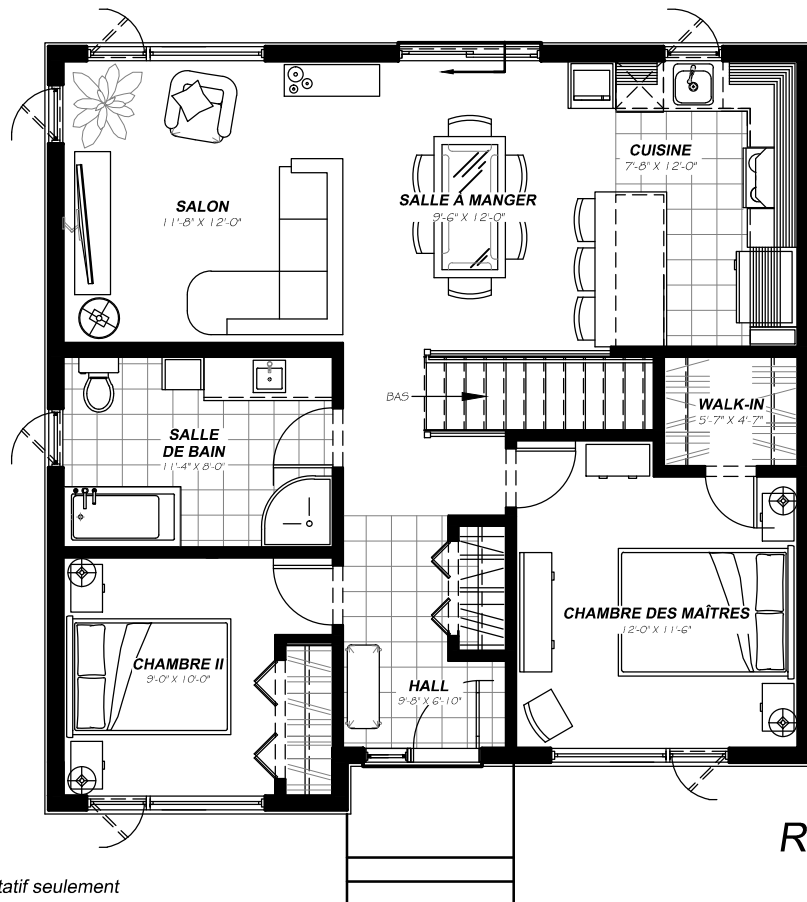 CUISINE
7'-8" X 12'-0"
SALON
11'-8" X 12'-0"
SALLE À MANGER
9'-6" X 12'-0"
BAS
WALK-IN
5'-7" X 4'-7"
SALLE
DE BAIN
11'-4" X 8'-0"
CHAMBRE DES MAÎTRES
12'-0" X 11'-6"
CHAMBRE II
9'-0" X 10'-0"
HALL
9'-8" X 6'-10"
R
tatif seulement